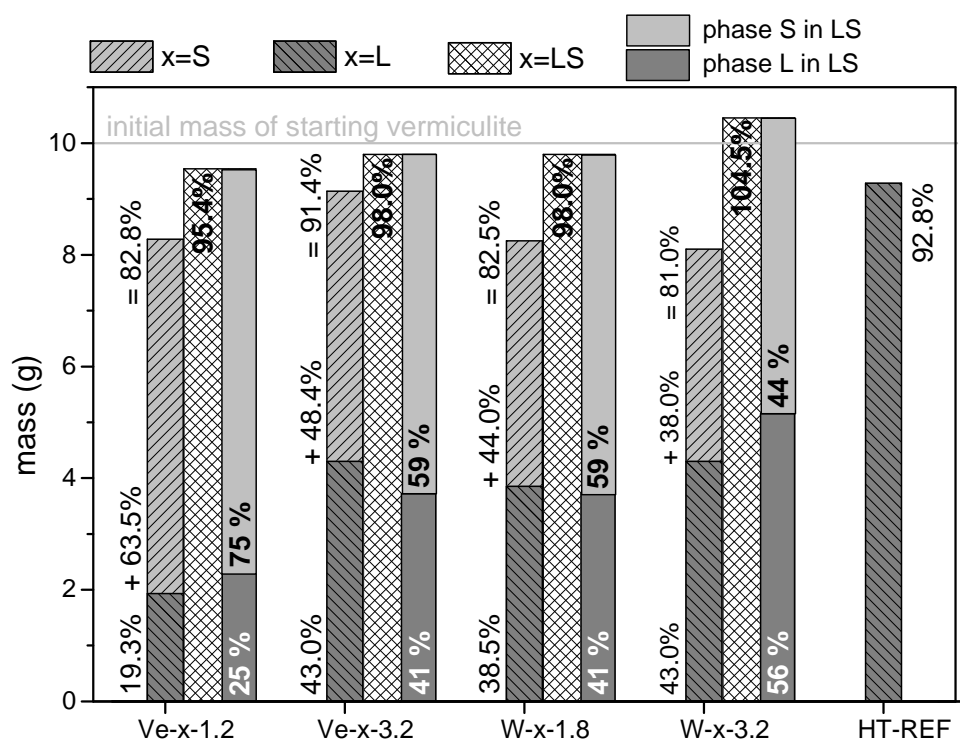 x=S
x=L
x=LS
phase S in LS
phase L in LS
initial mass of starting vermiculite
mass (g)
10
8
6
4
2
0
19.3%
+ 63.5%
= 82.8%
95.4%
75 %
25 %
43.0%
+ 48.4%
= 91.4%
98.0%
59 %
41 %
38.5%
+ 44.0%
= 82.5%
98.0%
59 %
41 %
43.0%
+ 38.0%
= 81.0%
104.5%
44 %
56 %
92.8%
Ve-x-1.2
Ve-x-3.2
W-x-1.8
W-x-3.2
HT-REF